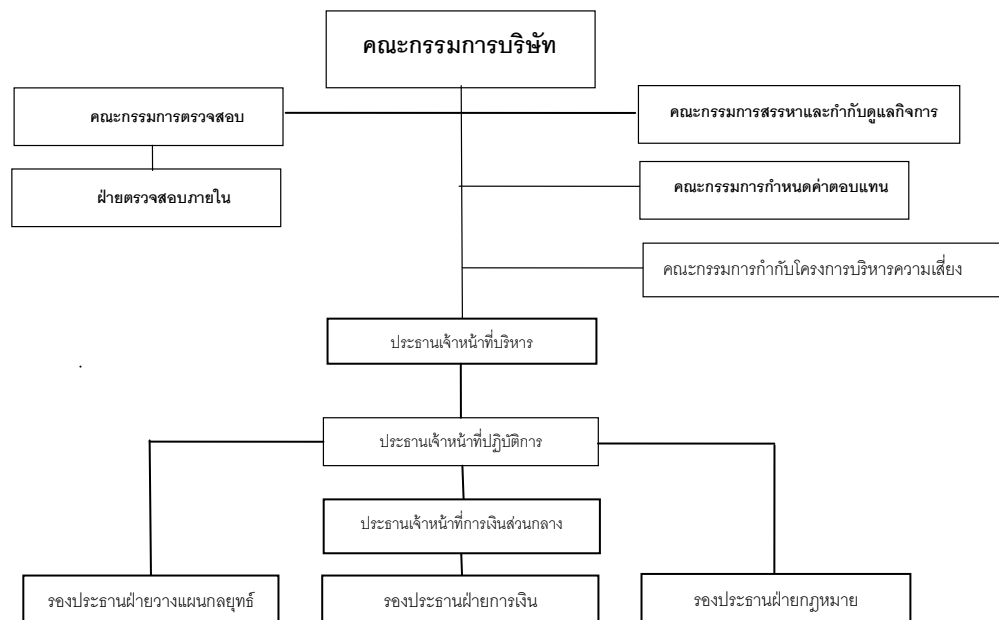 คณะกรรมการบริษัท
คณะกรรมการตรวจสอบ
คณะกรรมการสรรหาและกำกับดูแลกิจการ
ฝ่ายตรวจสอบภายใน
คณะกรรมการกำหนดค่าตอบแทน
คณะกรรมการกำกับโครงการบริหารความเสี่ยง
ประธานเจ้าหน้าที่บริหาร
ประธานเจ้าหน้าที่ปฏิบัติการ
ประธานเจ้าหน้าที่การเงินส่วนกลาง
รองประธานฝ่ายวางแผนกลยุทธ์
รองประธานฝ่ายการเงิน
รองประธานฝ่ายกฎหมาย